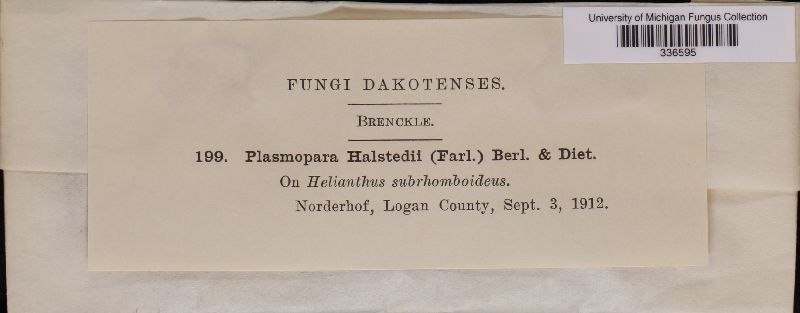 University of Michigan Fungus Collection
336595
FUNGI DAKOTENSES.
BRENCKLE.
199. Plasmopara Halstedii (Farl.) Berl. & Diet.
On Helianthus subrhomboideus.
Norderhof, Logan County, Sept. 3, 1912.